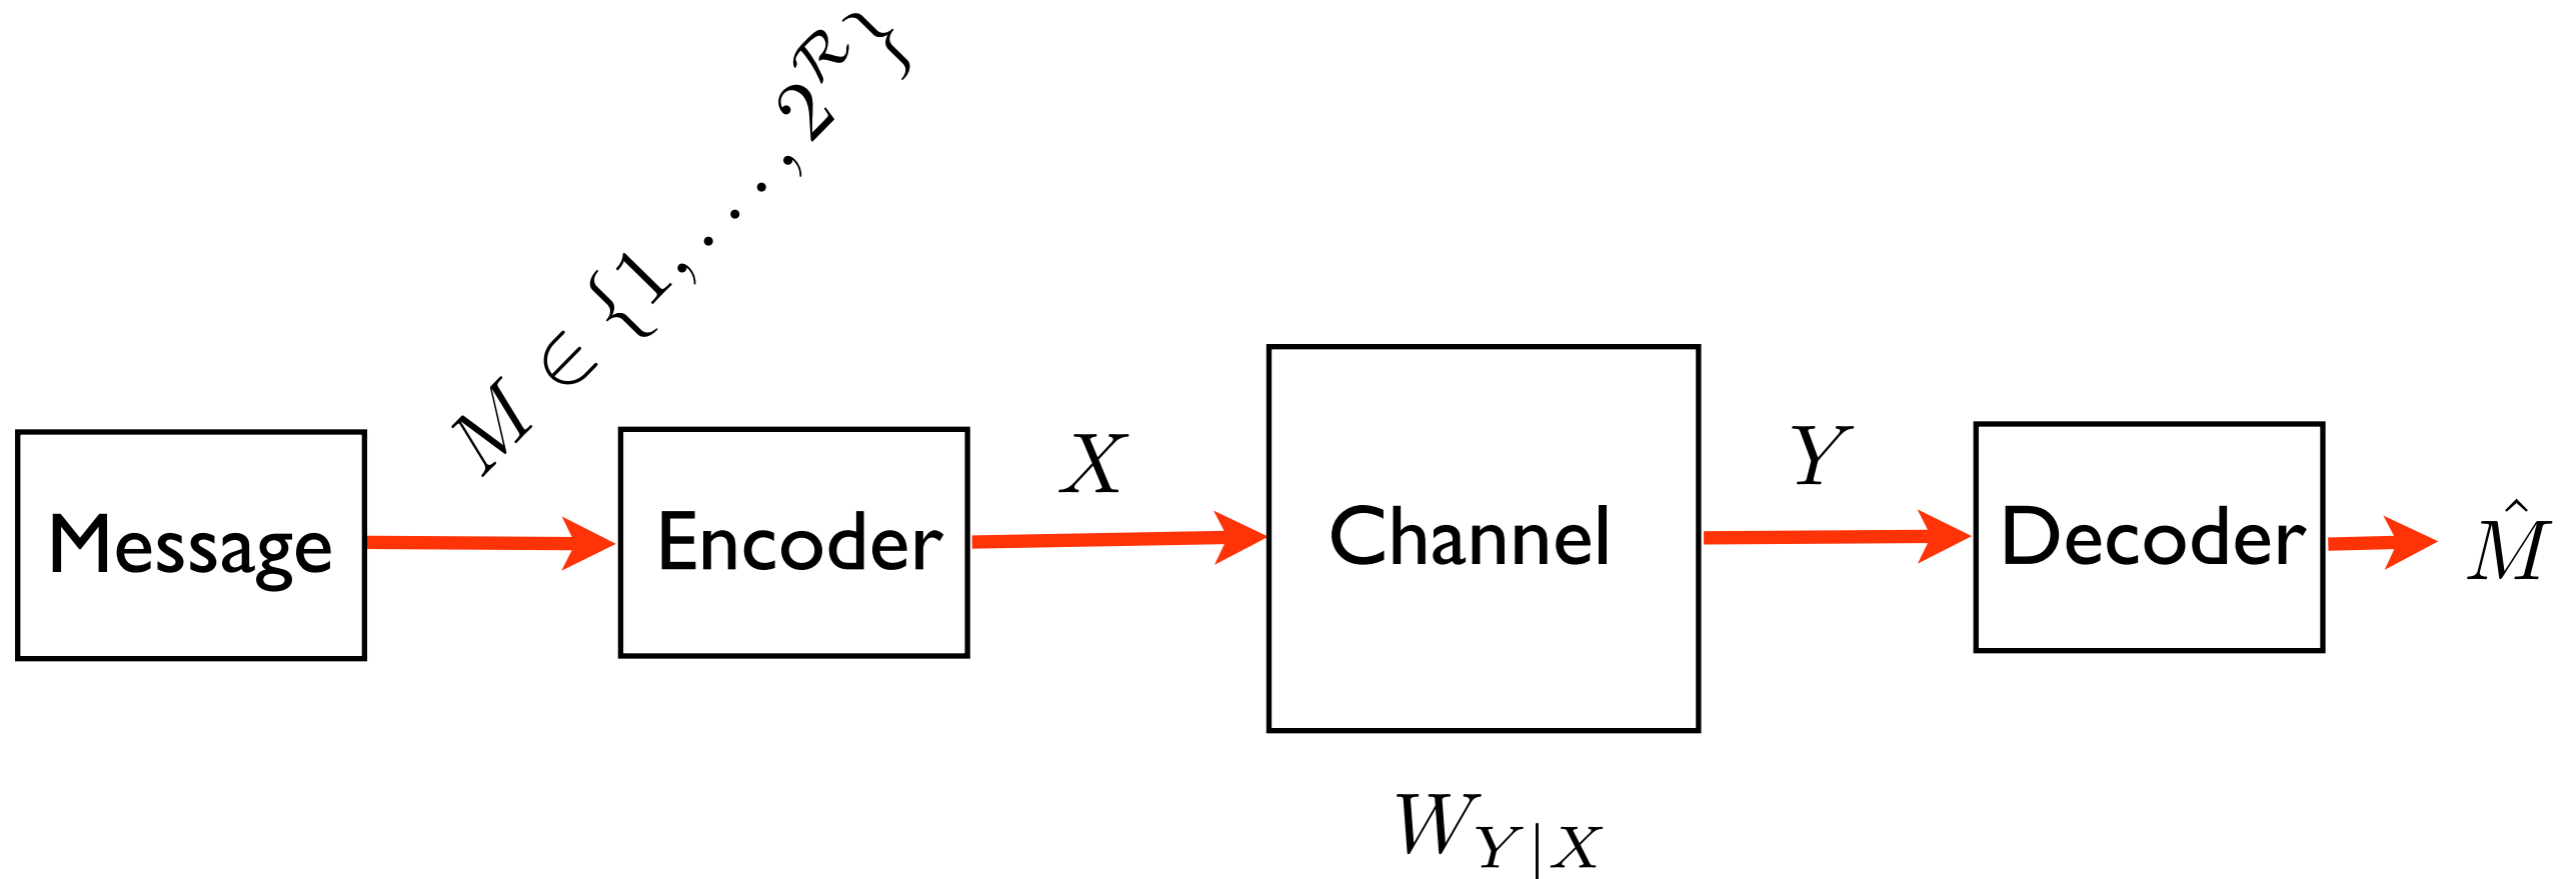 Message
M ∈ {1, . . . , 2^ℛ}
Encoder
X
Channel
W_{Y|X}
Y
Decoder
M̂